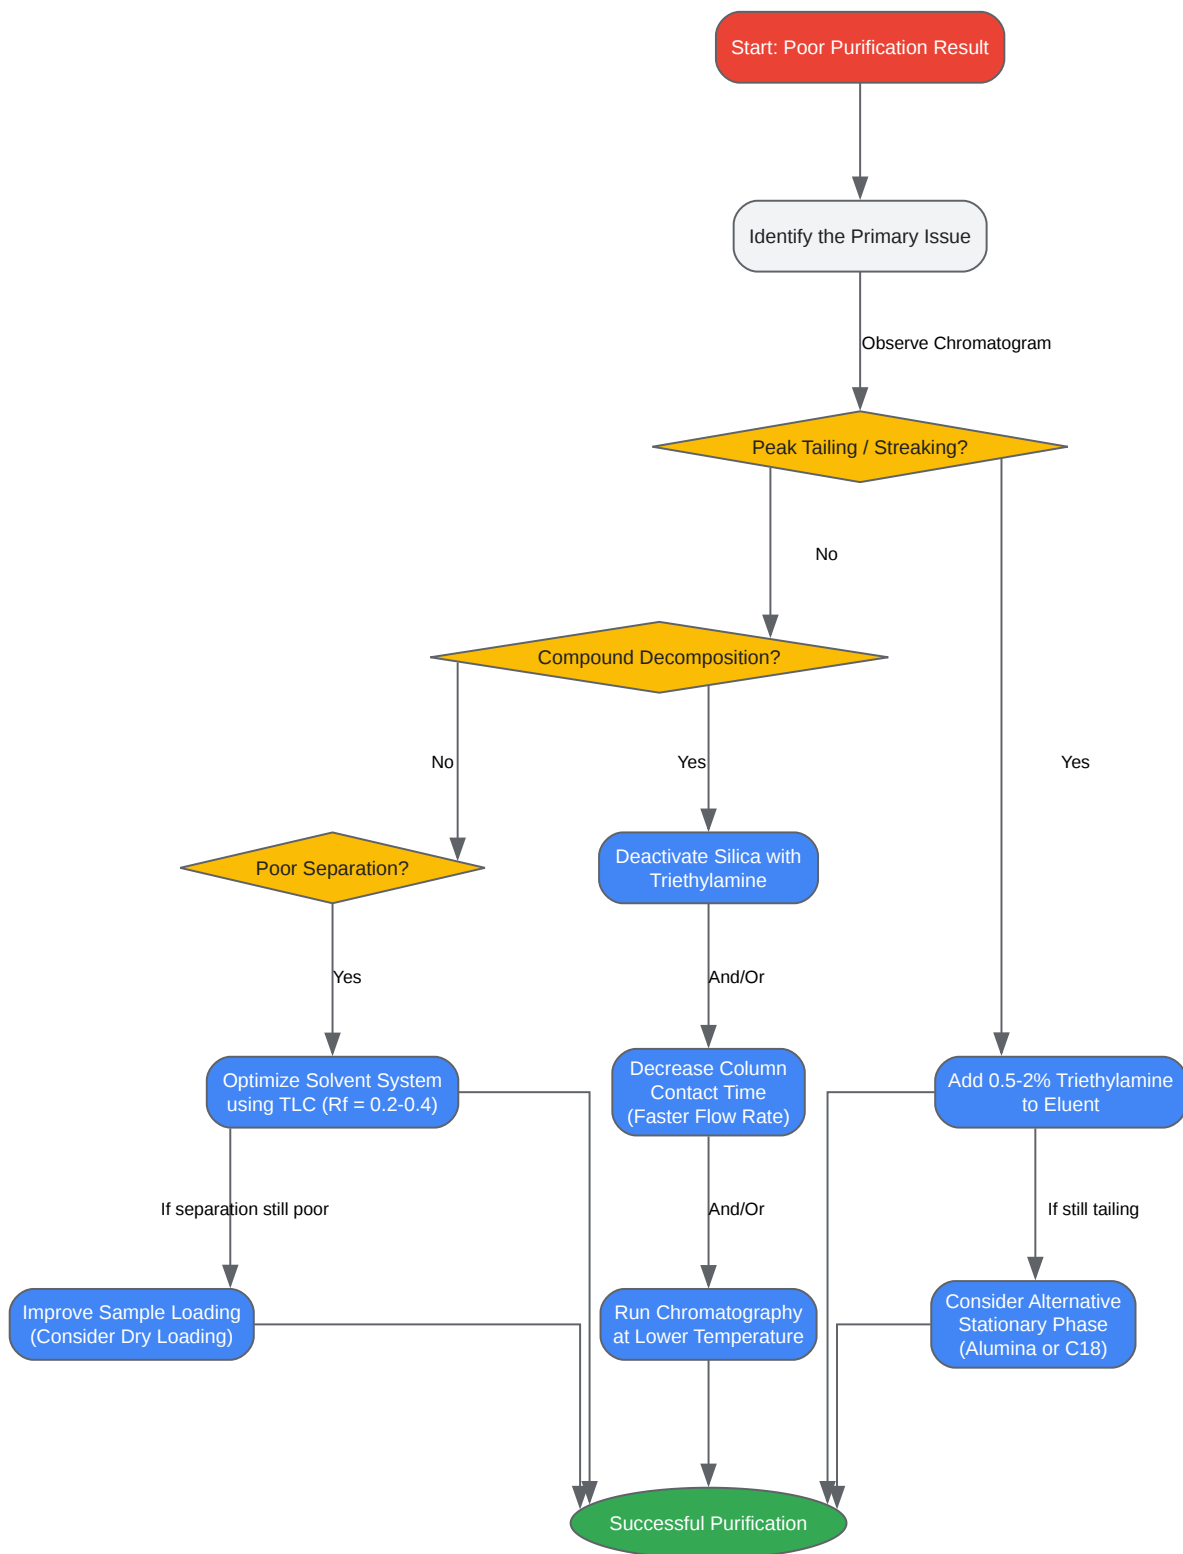 Start: Poor Purification Result
Identify the Primary Issue
Observe Chromatogram
Peak Tailing / Streaking?
No
Compound Decomposition?
No
Yes
Yes
Poor Separation?
Deactivate Silica with
Triethylamine
Yes
And/Or
Optimize Solvent System
using TLC (Rf = 0.2-0.4)
Decrease Column
Contact Time
(Faster Flow Rate)
Add 0.5-2% Triethylamine
to Eluent
If separation still poor
And/Or
If still tailing
Improve Sample Loading
(Consider Dry Loading)
Run Chromatography
at Lower Temperature
Consider Alternative
Stationary Phase
(Alumina or C18)
Successful Purification